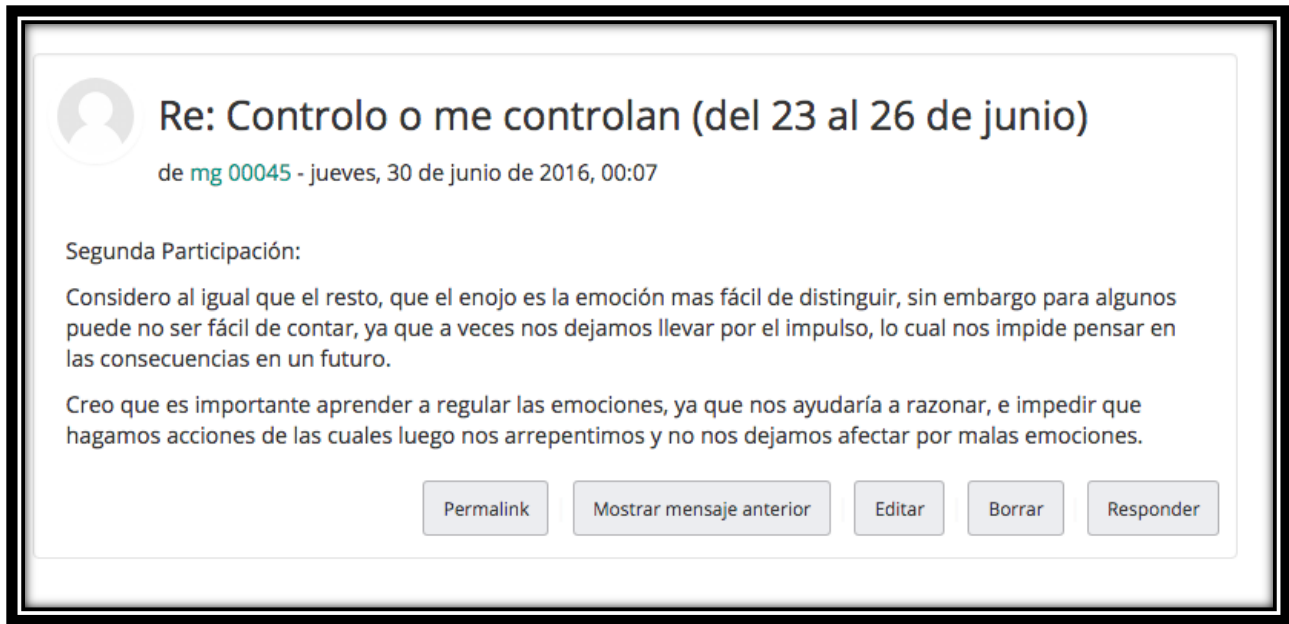 Re: Controlo o me controlan (del 23 al 26 de junio)
de mg 00045 - jueves, 30 de junio de 2016, 00:07
Segunda Participación:
Considero al igual que el resto, que el enojo es la emoción mas fácil de distinguir, sin embargo para algunos
puede no ser fácil de contar, ya que a veces nos dejamos llevar por el impulso, lo cual nos impide pensar en
las consecuencias en un futuro.
Creo que es importante aprender a regular las emociones, ya que nos ayudaría a razonar, e impedir que
hagamos acciones de las cuales luego nos arrepentimos y no nos dejamos afectar por malas emociones.
Permalink Mostrar mensaje anterior Editar Borrar Responder